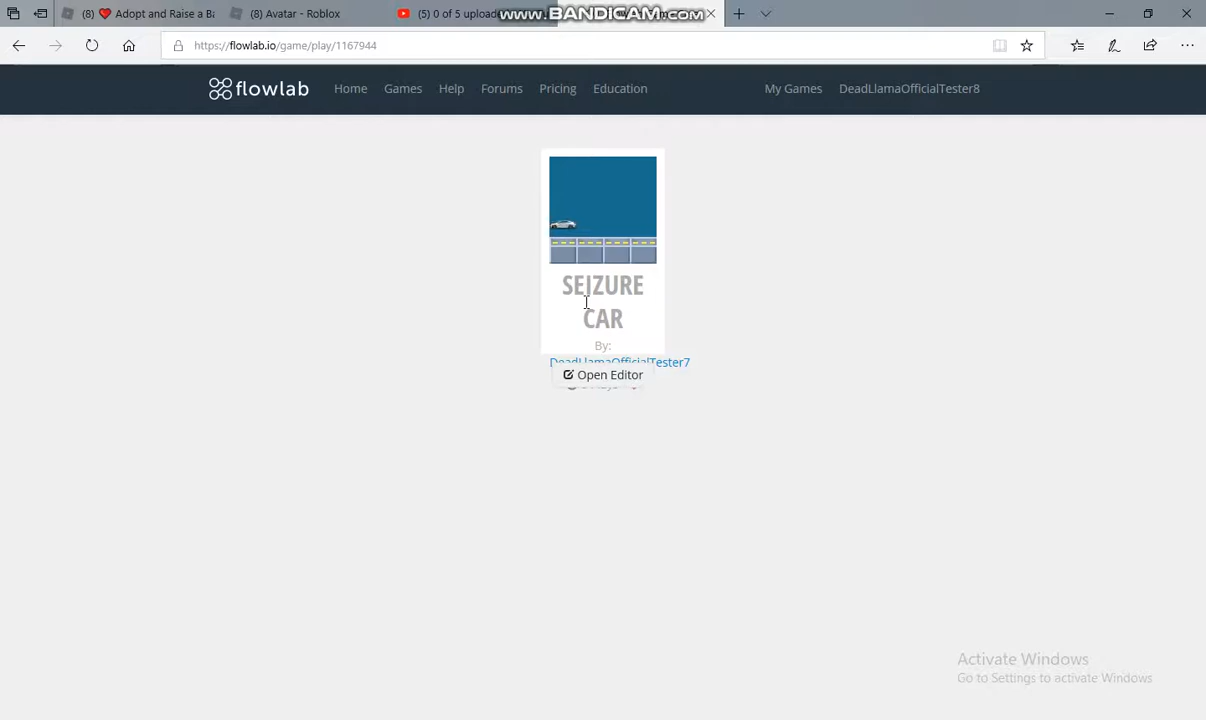 (8) ❤ Adopt and Raise a Ba
(8) Avatar - Roblox
(5) 0 of 5 upload
www.BANDICAM.com
https://flowlab.io/game/play/1167944
flowlab Home Games Help Forums Pricing Education My Games DeadLlamaOfficialTester8
SEIZURE
CAR
By:
DeadLlamaOfficialTester7
Open Editor
Activate Windows
Go to Settings to activate Windows